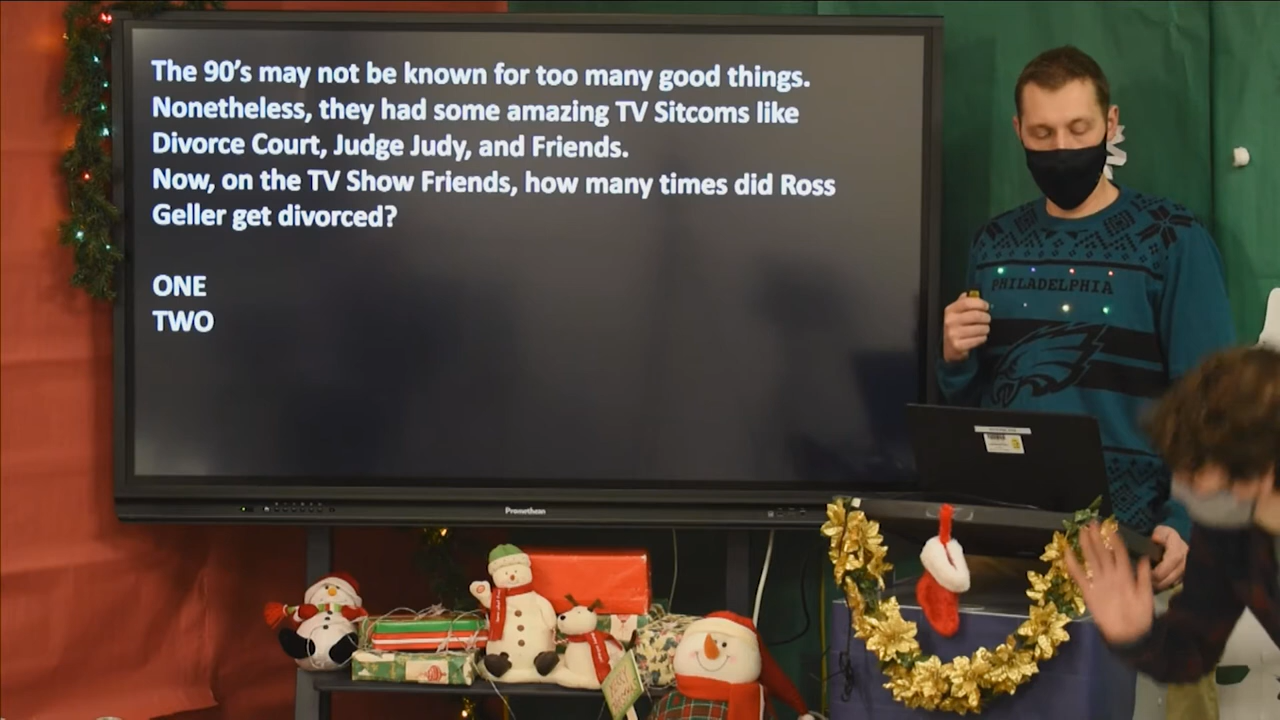 The 90's may not be known for too many good things.
Nonetheless, they had some amazing TV Sitcoms like
Divorce Court, Judge Judy, and Friends.
Now, on the TV Show Friends, how many times did Ross
Geller get divorced?
ONE
TWO
PHILADELPHIA
Promethean